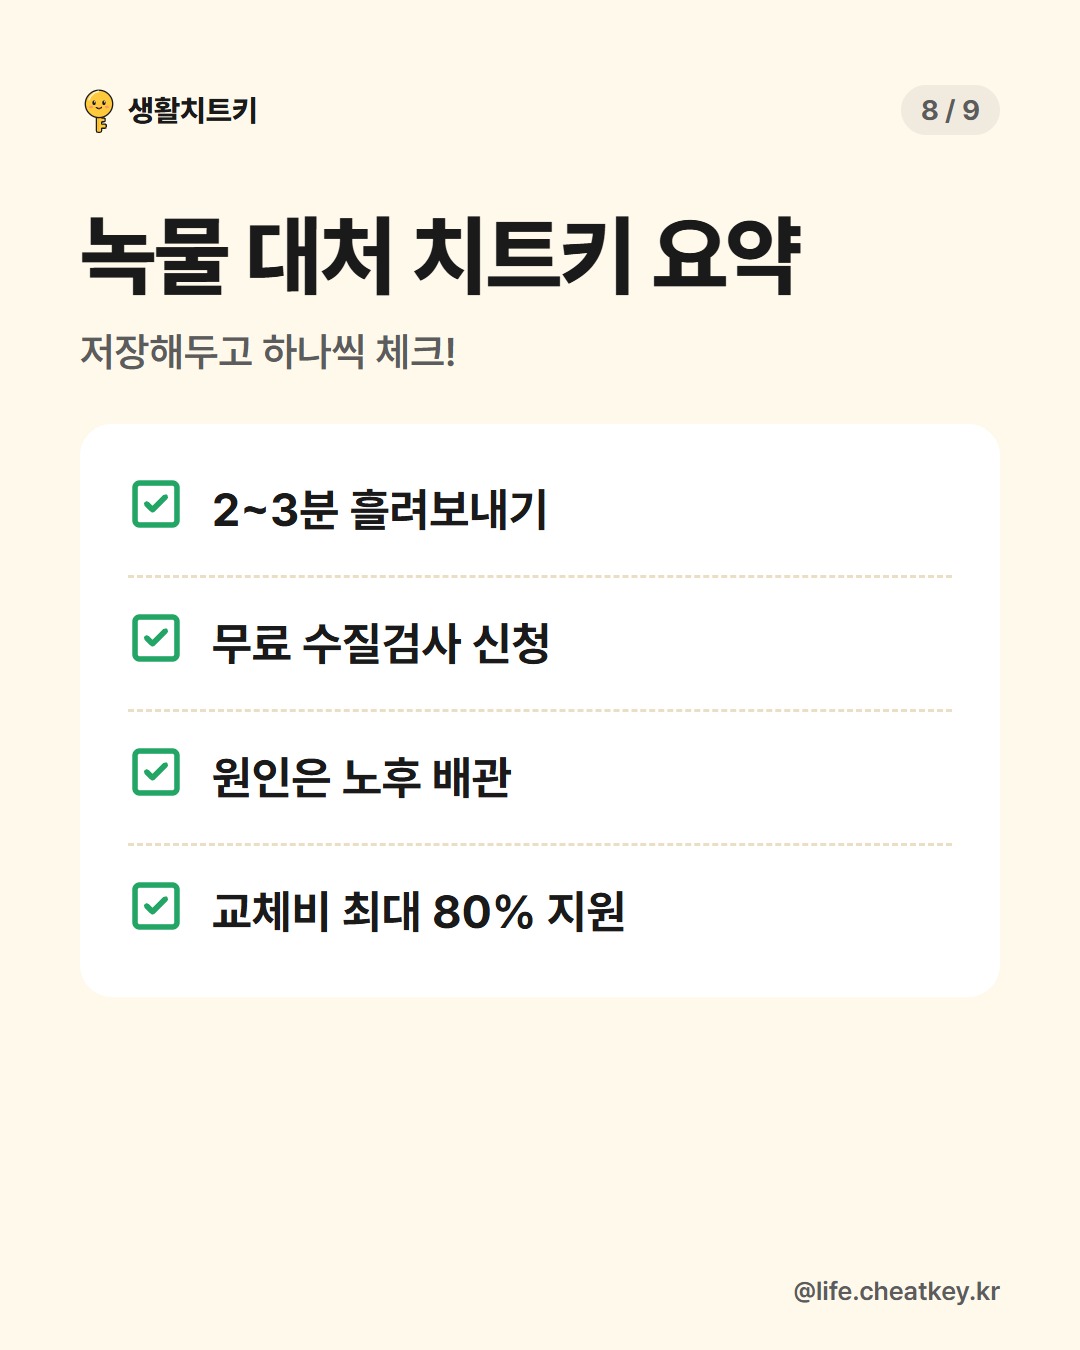 생활치트키
8 / 9
녹물 대처 치트키 요약
저장해두고 하나씩 체크!
2~3분 흘려보내기
무료 수질검사 신청
원인은 노후 배관
교체비 최대 80% 지원
@life.cheatkey.kr